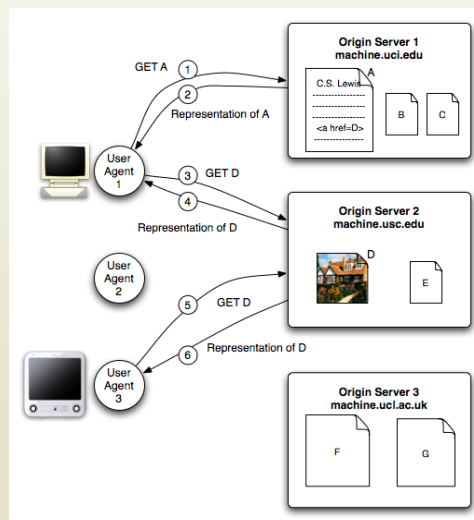 Origin Server 1
machine.uci.edu
GET A
1
A
C.S. Lewis
2
Representation of A
B
C
<a href=D>
User
Agent
1
3
GET D
4
Origin Server 2
machine.usc.edu
Representation of D
D
User
Agent
2
E
5
GET D
6
Representation of D
User
Agent
3
Origin Server 3
machine.ucl.ac.uk
F
G